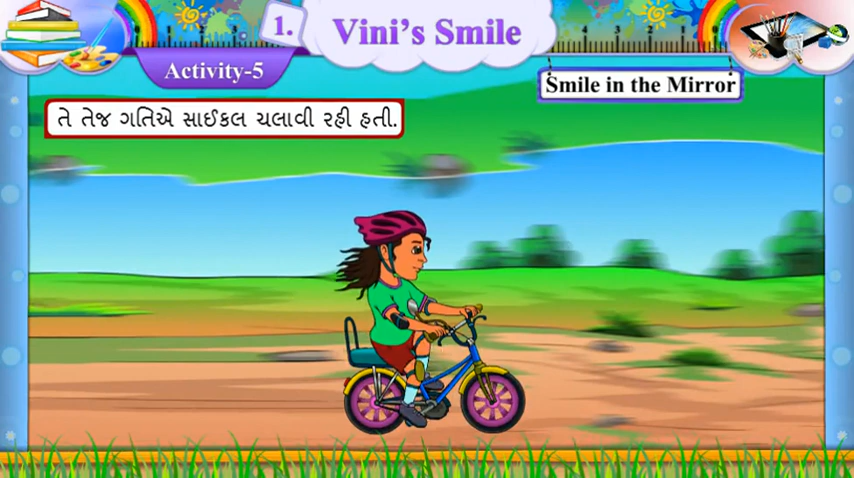 1.
Vini's Smile
Activity-5
Smile in the Mirror
તે તેજ ગતિએ સાઈકલ ચલાવી રહી હતી.